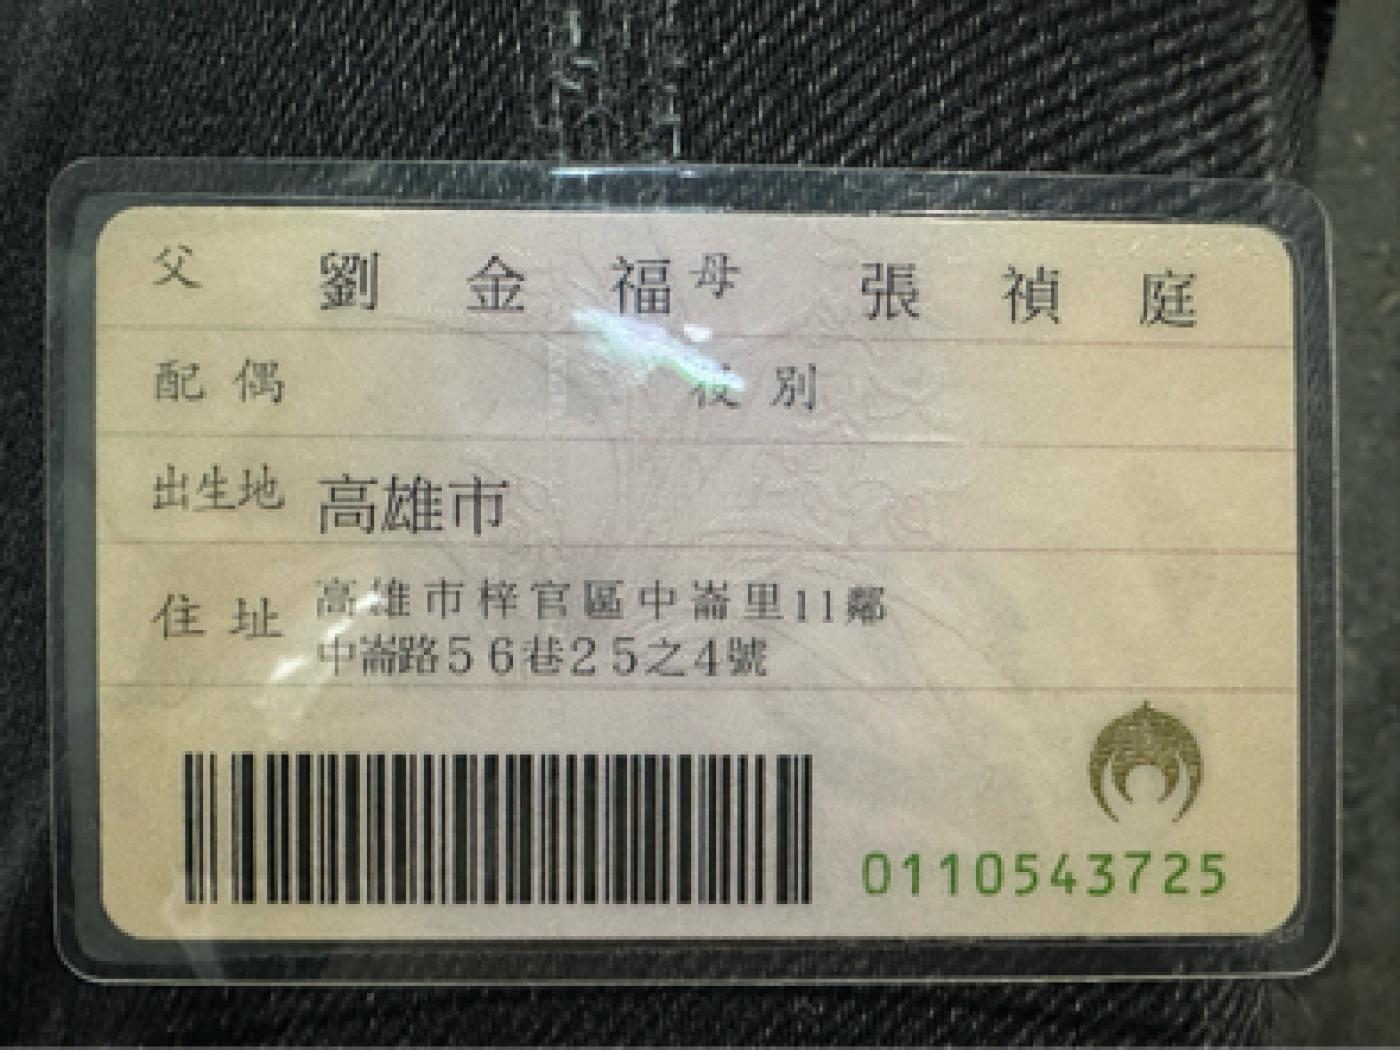 父 劉金福 母 張禎庭
配偶 役別
出生地 高雄市
住址 高雄市梓官區中崙里11鄰
中崙路56巷25之4號
0110543725